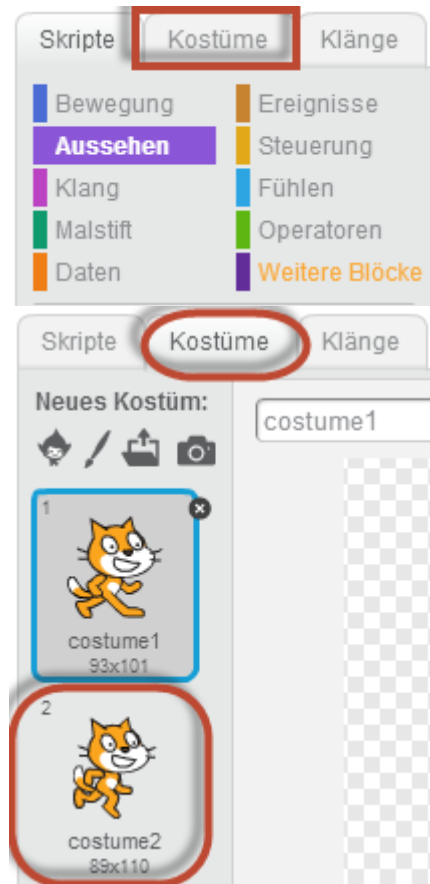 Skripte Kostüme Klänge
Bewegung Ereignisse
Aussehen Steuerung
Klang Fühlen
Malstift Operatoren
Daten Weitere Blöcke
Skripte Kostüme Klänge
Neues Kostüm:
costume1
1
costume1
93x101
2
costume2
89x110